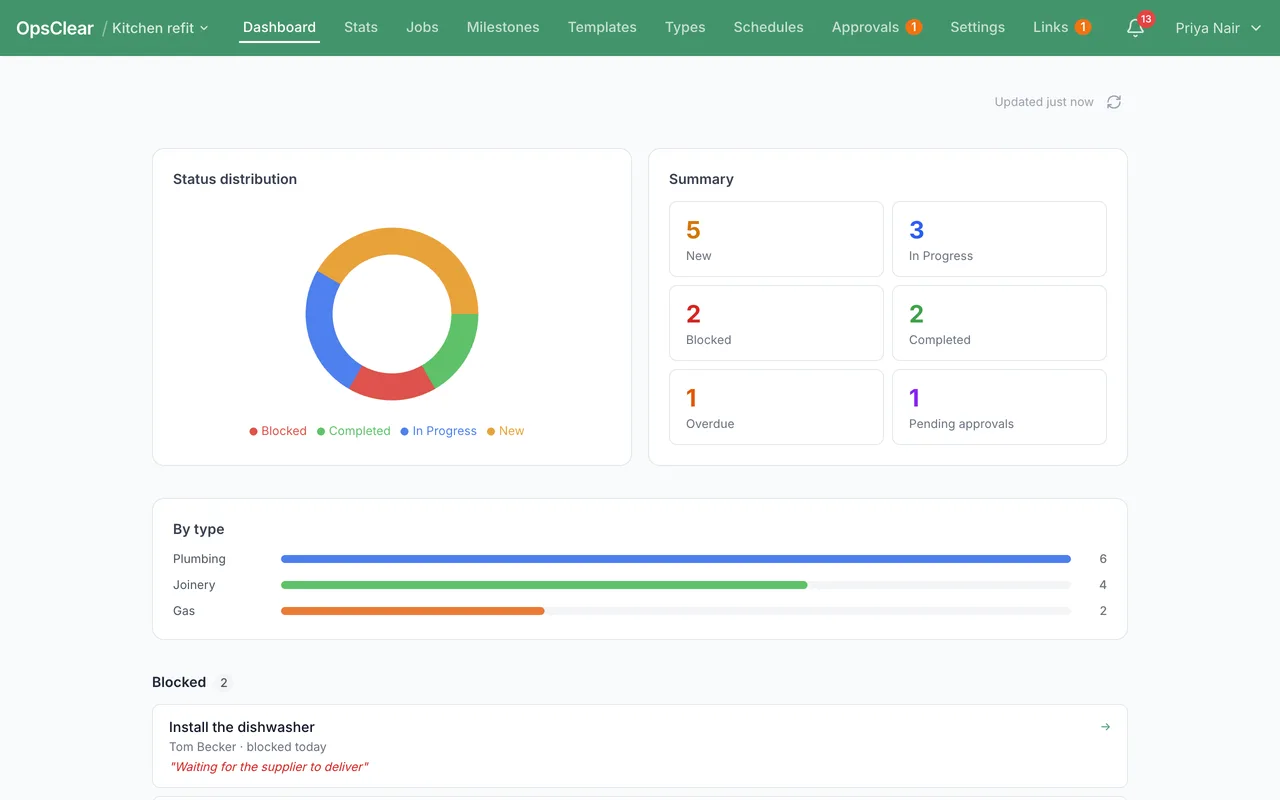 OpsClear / Kitchen refit Dashboard Stats Jobs Milestones Templates Types Schedules Approvals 1 Settings Links 1 13 Priya Nair
Updated just now
Status distribution
Blocked Completed In Progress New
Summary
5
New
3
In Progress
2
Blocked
2
Completed
1
Overdue
1
Pending approvals
By type
Plumbing 6
Joinery 4
Gas 2
Blocked 2
Install the dishwasher →
Tom Becker · blocked today
"Waiting for the supplier to deliver"